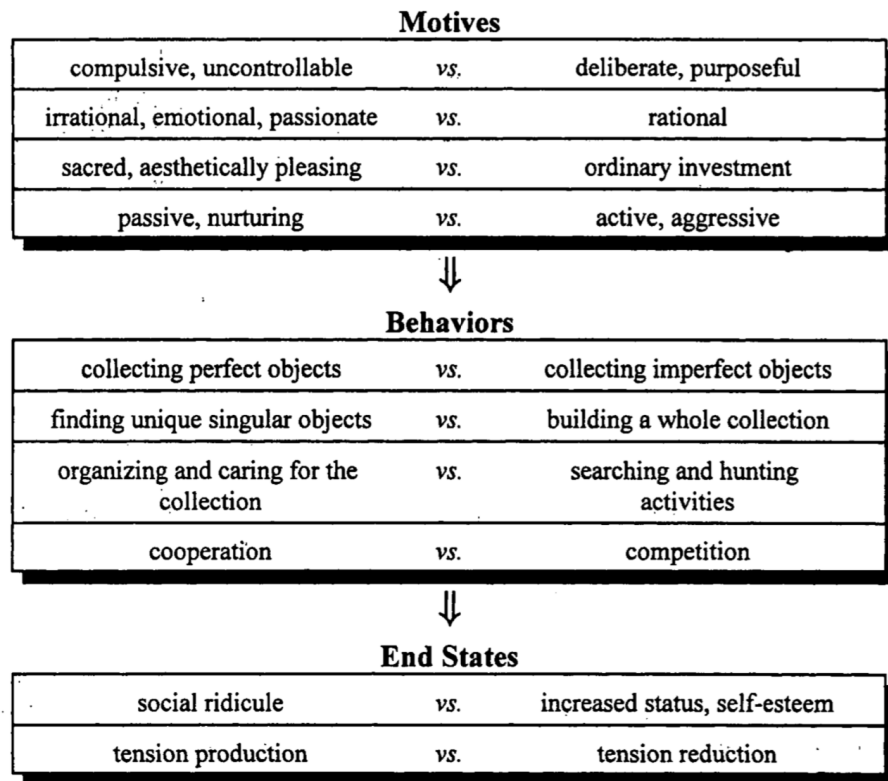 Motives
compulsive, uncontrollable vs. deliberate, purposeful
irrational, emotional, passionate vs. rational
sacred, aesthetically pleasing vs. ordinary investment
passive, nurturing vs. active, aggressive
⇓
Behaviors
collecting perfect objects vs. collecting imperfect objects
finding unique singular objects vs. building a whole collection
organizing and caring for the vs. searching and hunting
collection activities
cooperation vs. competition
⇓
End States
social ridicule vs. increased status, self-esteem
tension production vs. tension reduction